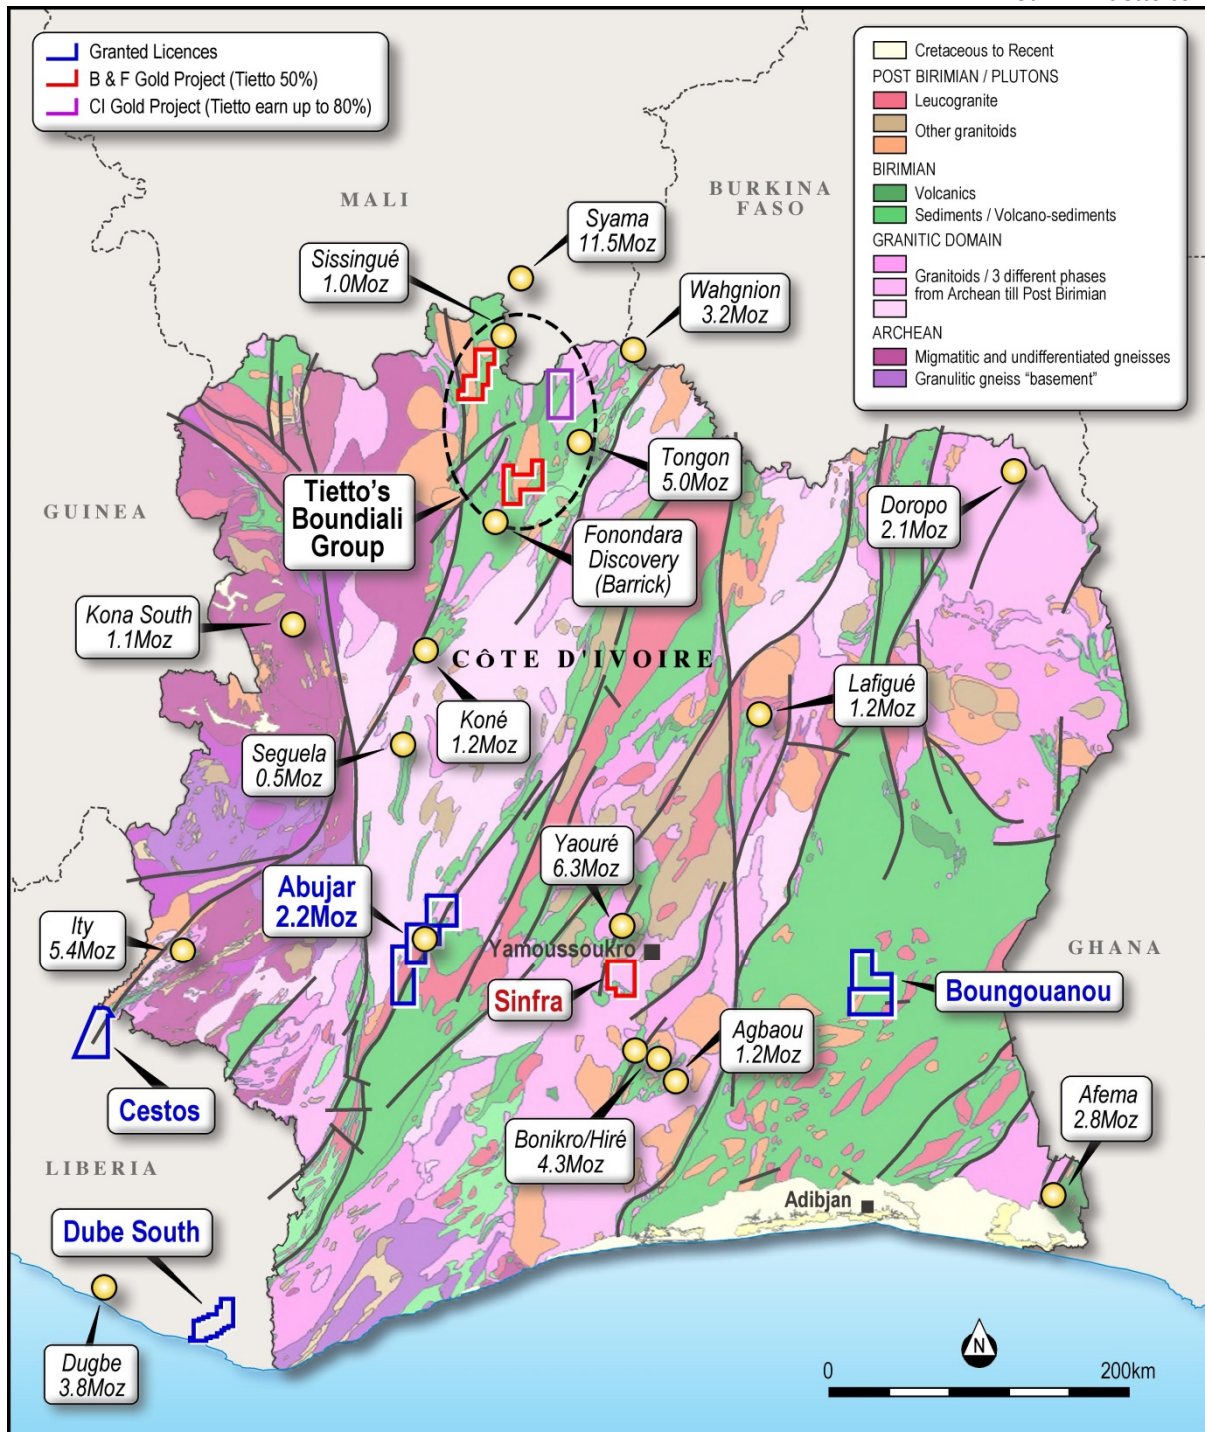 Granted Licences
B & F Gold Project (Tietto 50%)
CI Gold Project (Tietto earn up to 80%)
Cretaceous to Recent
POST BIRIMIAN / PLUTONS
Leucogranite
Other granitoids
BIRIMIAN
Volcanics
Sediments / Volcano-sediments
GRANITIC DOMAIN
Granitoids / 3 different phases
from Archean till Post Birimian
ARCHEAN
Migmatitic and undifferentiated gneisses
Granulitic gneiss “basement”
MALI
BURKINA
FASO
Syama
11.5Moz
Sissingué
1.0Moz
Wahgnion
3.2Moz
Tongon
5.0Moz
Doropo
2.1Moz
Tietto's
Boundiali
Group
GUINEA
Fonondara
Discovery
(Barrick)
Kona South
1.1Moz
CÔTE D'IVOIRE
Koné
1.2Moz
Lafigué
1.2Moz
Seguela
0.5Moz
Yaouré
6.3Moz
Abujar
2.2Moz
Ity
5.4Moz
Yamoussoukro
GHANA
Sinfra
Boungouanou
Agbaou
1.2Moz
Cestos
Bonikro/Hiré
4.3Moz
Afema
2.8Moz
LIBERIA
Adibjan
Dube South
Dugbe
3.8Moz
N
0
200km